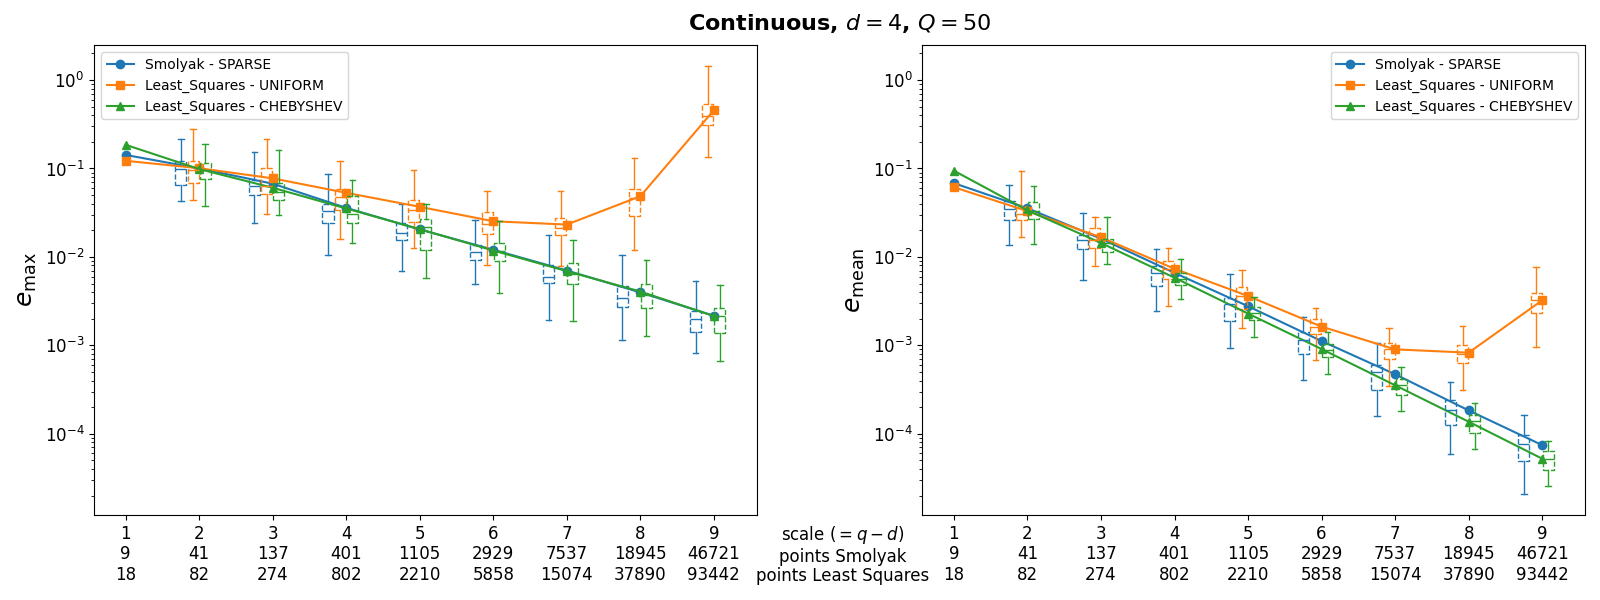 Continuous, d = 4, Q = 50
Smolyak - SPARSE
Least_Squares - UNIFORM
Least_Squares - CHEBYSHEV
10⁰
10⁻¹
10⁻²
10⁻³
10⁻⁴
e_max
1 2 3 4 5 6 7 8 9
9 41 137 401 1105 2929 7537 18945 46721
18 82 274 802 2210 5858 15074 37890 93442
scale (= q − d)
points Smolyak
points Least Squares
Smolyak - SPARSE
Least_Squares - UNIFORM
Least_Squares - CHEBYSHEV
10⁰
10⁻¹
10⁻²
10⁻³
10⁻⁴
e_mean
1 2 3 4 5 6 7 8 9
9 41 137 401 1105 2929 7537 18945 46721
18 82 274 802 2210 5858 15074 37890 93442